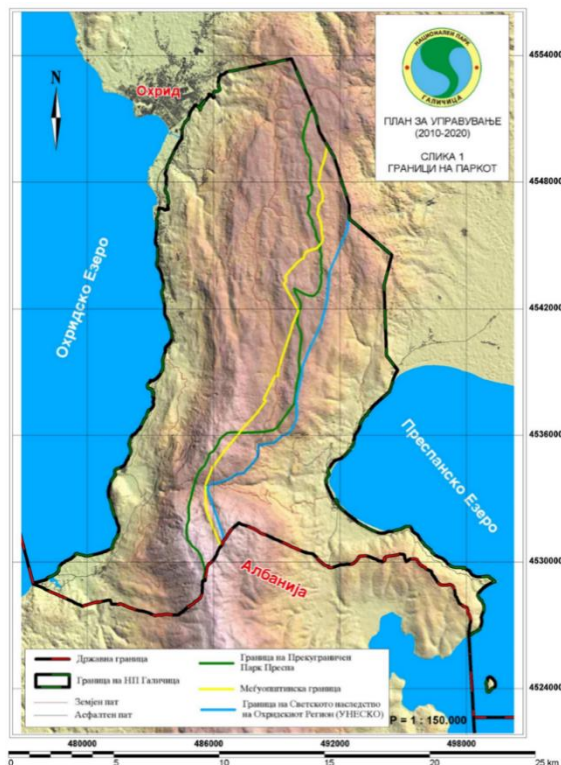 НАЦИОНАЛЕН ПАРК
ГАЛИЧИЦА
ПЛАН ЗА УПРАВУВАЊЕ
(2010-2020)
СЛИКА 1
ГРАНИЦИ НА ПАРКОТ
N
Охрид
Охридско Езеро
Преспанско Езеро
Албанија
4554000
4548000
4542000
4536000
4530000
4524000
Државна граница
Граница на НП Галичица
Земјен пат
Асфалтен пат
Граница на Прекуграничен
Парк Преспа
Меѓуопштинска граница
Граница на Светското наследство
на Охридскиот Регион (УНЕСКО)
Р = 1 : 150.000
480000
486000
492000
498000
0
5
10
15
20
25 km